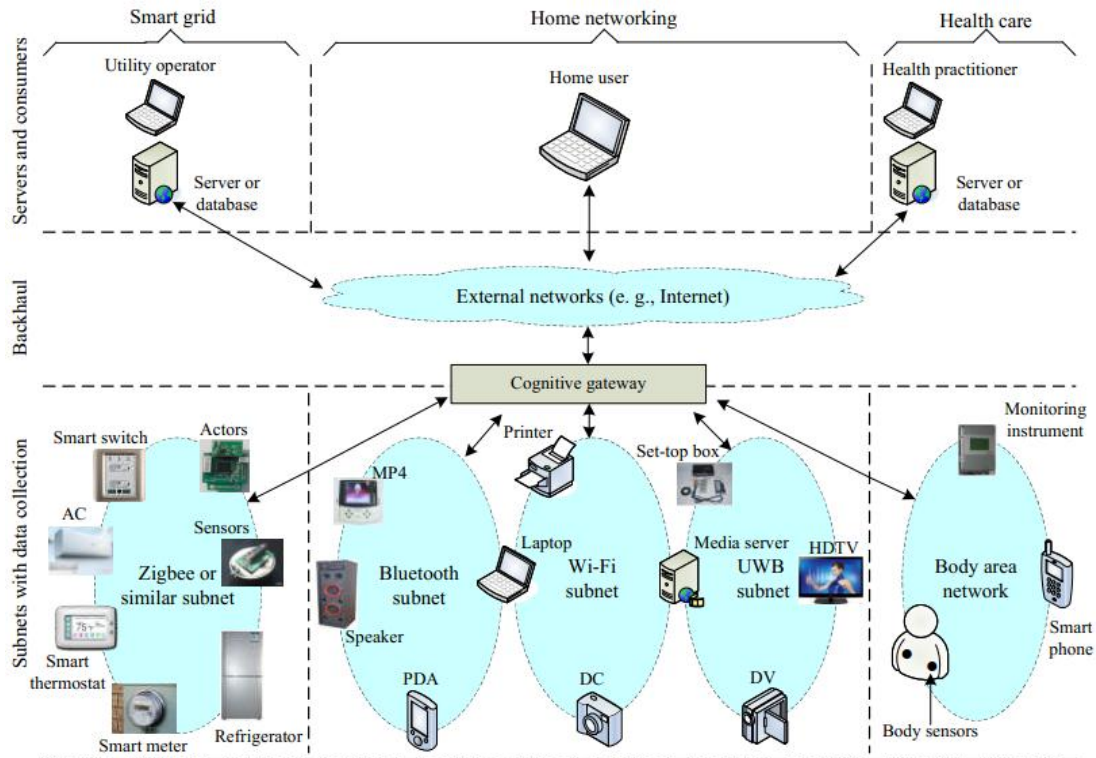 Smart grid
Home networking
Health care
Servers and consumers
Utility operator
Home user
Health practitioner
Server or
database
Server or
database
Backhaul
External networks (e. g., Internet)
Cognitive gateway
Subnets with data collection
Smart switch
Actors
AC
Sensors
Zigbee or
similar subnet
Smart
thermostat
Smart meter
Refrigerator
MP4
Bluetooth
subnet
Speaker
PDA
Printer
Laptop
Wi-Fi
subnet
DC
Set-top box
Media server
HDTV
UWB
subnet
DV
Monitoring
instrument
Body area
network
Smart
phone
Body sensors